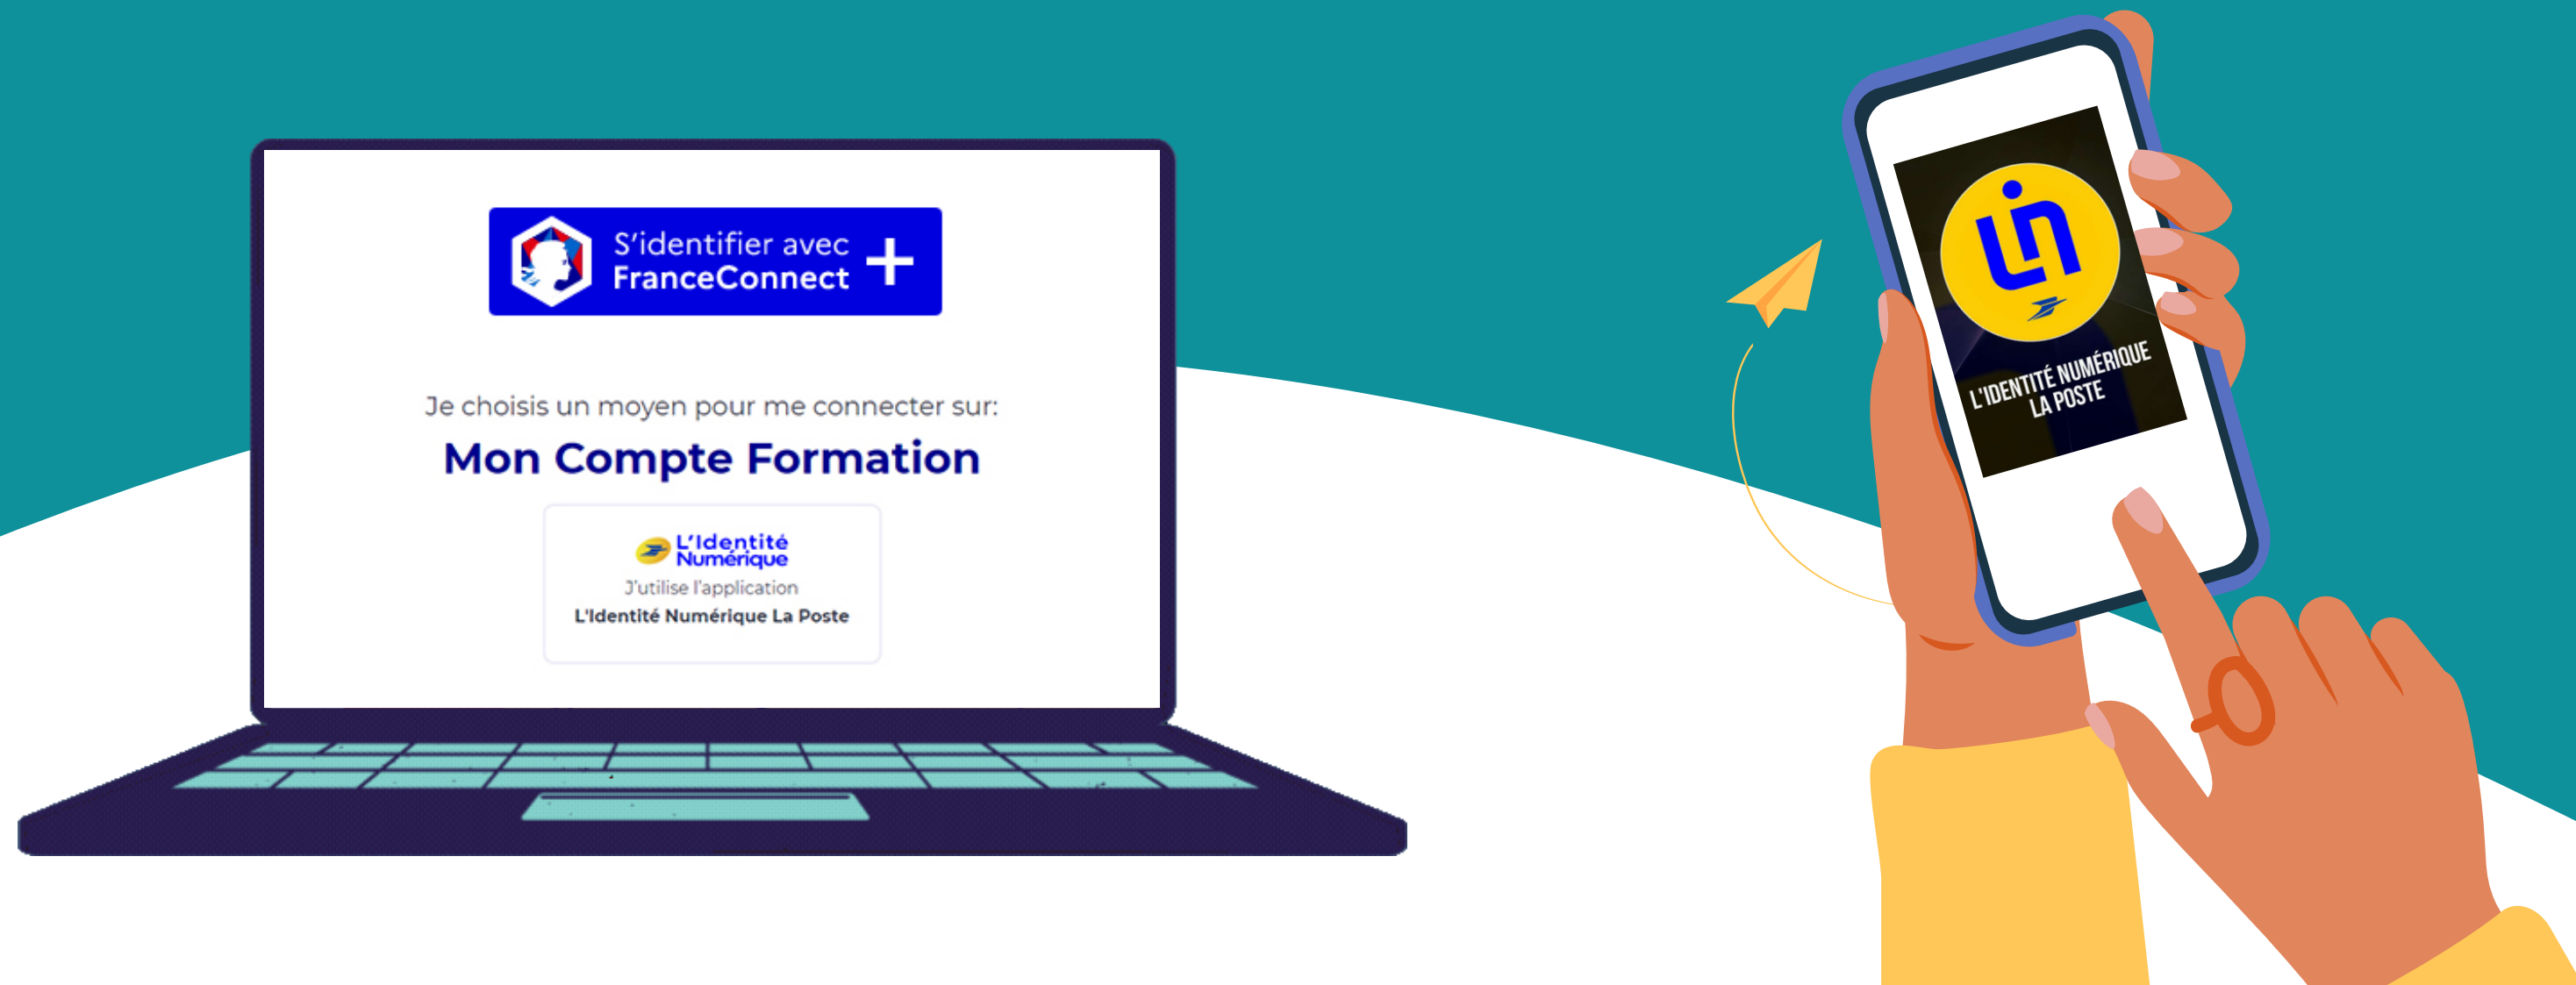 S'identifier avec
FranceConnect +
Je choisis un moyen pour me connecter sur:
Mon Compte Formation
L'Identité
Numérique
J'utilise l'application
L'Identité Numérique La Poste
L'IDENTITÉ NUMÉRIQUE
LA POSTE